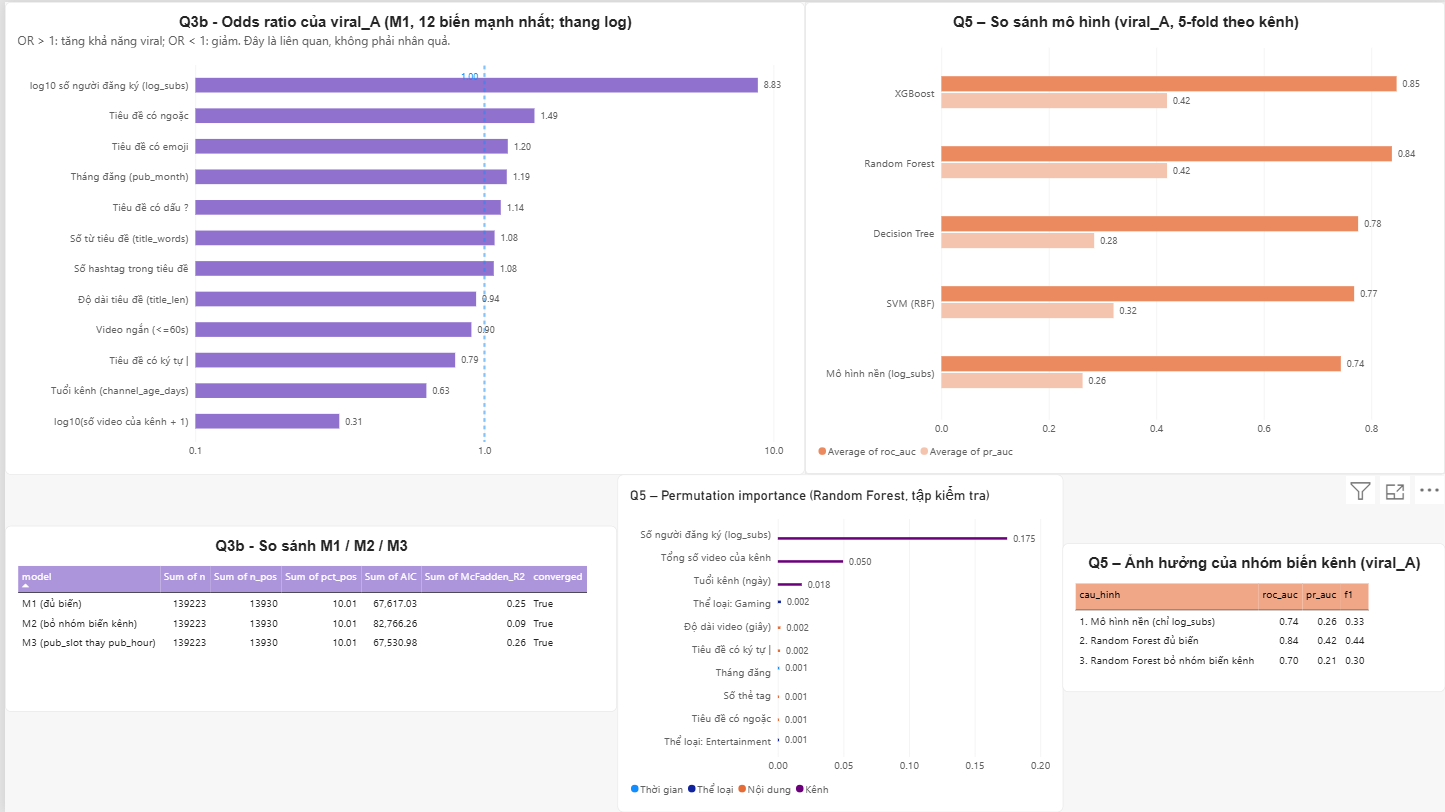 Q3b - Odds ratio của viral_A (M1, 12 biến mạnh nhất; thang log)
OR > 1: tăng khả năng viral; OR < 1: giảm. Đây là liên quan, không phải nhân quả.
1.00
log10 số người đăng ký (log_subs) 8.83
Tiêu đề có ngoặc 1.49
Tiêu đề có emoji 1.20
Tháng đăng (pub_month) 1.19
Tiêu đề có dấu ? 1.14
Số từ tiêu đề (title_words) 1.08
Số hashtag trong tiêu đề 1.08
Độ dài tiêu đề (title_len) 0.94
Video ngắn (<=60s) 0.90
Tiêu đề có ký tự | 0.79
Tuổi kênh (channel_age_days) 0.63
log10(số video của kênh + 1) 0.31
0.1 1.0 10.0
Q5 – So sánh mô hình (viral_A, 5-fold theo kênh)
XGBoost 0.85 0.42
Random Forest 0.84 0.42
Decision Tree 0.78 0.28
SVM (RBF) 0.77 0.32
Mô hình nền (log_subs) 0.74 0.26
0.0 0.2 0.4 0.6 0.8
Average of roc_auc Average of pr_auc
Q3b - So sánh M1 / M2 / M3
model Sum of n Sum of n_pos Sum of pct_pos Sum of AIC Sum of McFadden_R2 converged
M1 (đủ biến) 139223 13930 10.01 67,617.03 0.25 True
M2 (bỏ nhóm biến kênh) 139223 13930 10.01 82,766.26 0.09 True
M3 (pub_slot thay pub_hour) 139223 13930 10.01 67,530.98 0.26 True
Q5 – Permutation importance (Random Forest, tập kiểm tra)
Số người đăng ký (log_subs) 0.175
Tổng số video của kênh 0.050
Tuổi kênh (ngày) 0.018
Thể loại: Gaming 0.002
Độ dài video (giây) 0.002
Tiêu đề có ký tự | 0.002
Tháng đăng 0.001
Số thẻ tag 0.001
Tiêu đề có ngoặc 0.001
Thể loại: Entertainment 0.001
0.00 0.05 0.10 0.15 0.20
Thời gian Thể loại Nội dung Kênh
Q5 – Ảnh hưởng của nhóm biến kênh (viral_A)
cau_hinh roc_auc pr_auc f1
1. Mô hình nền (chỉ log_subs) 0.74 0.26 0.33
2. Random Forest đủ biến 0.84 0.42 0.44
3. Random Forest bỏ nhóm biến kênh 0.70 0.21 0.30